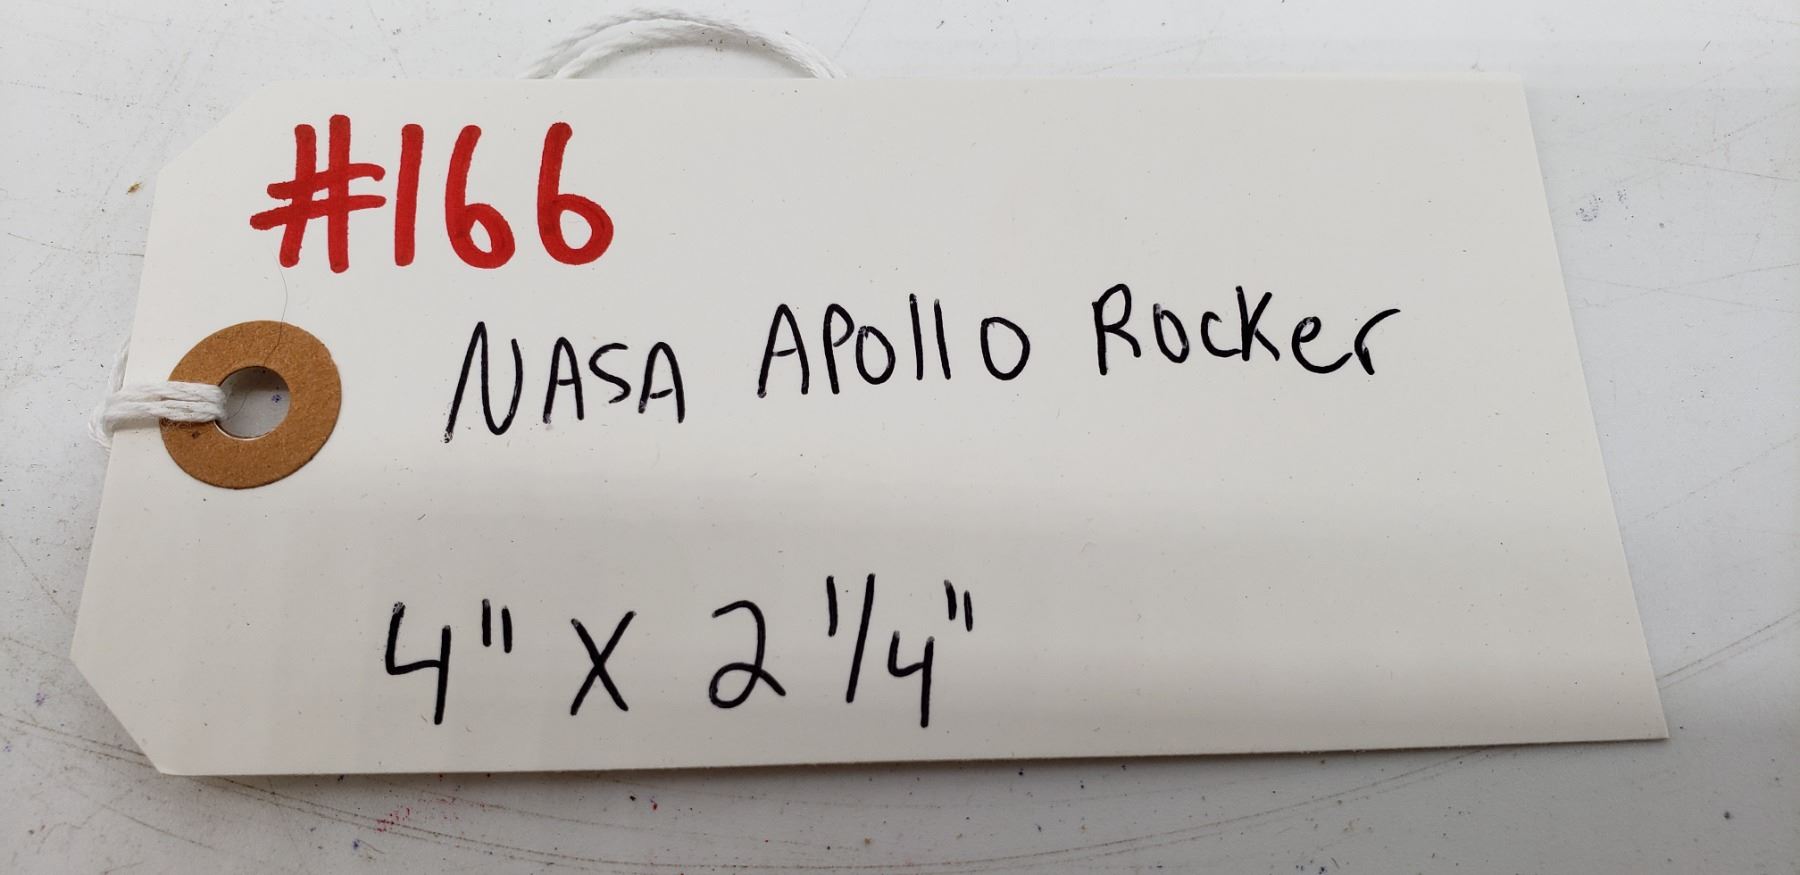 #166
NASA APollo Rocker
4" X 2 1/4"